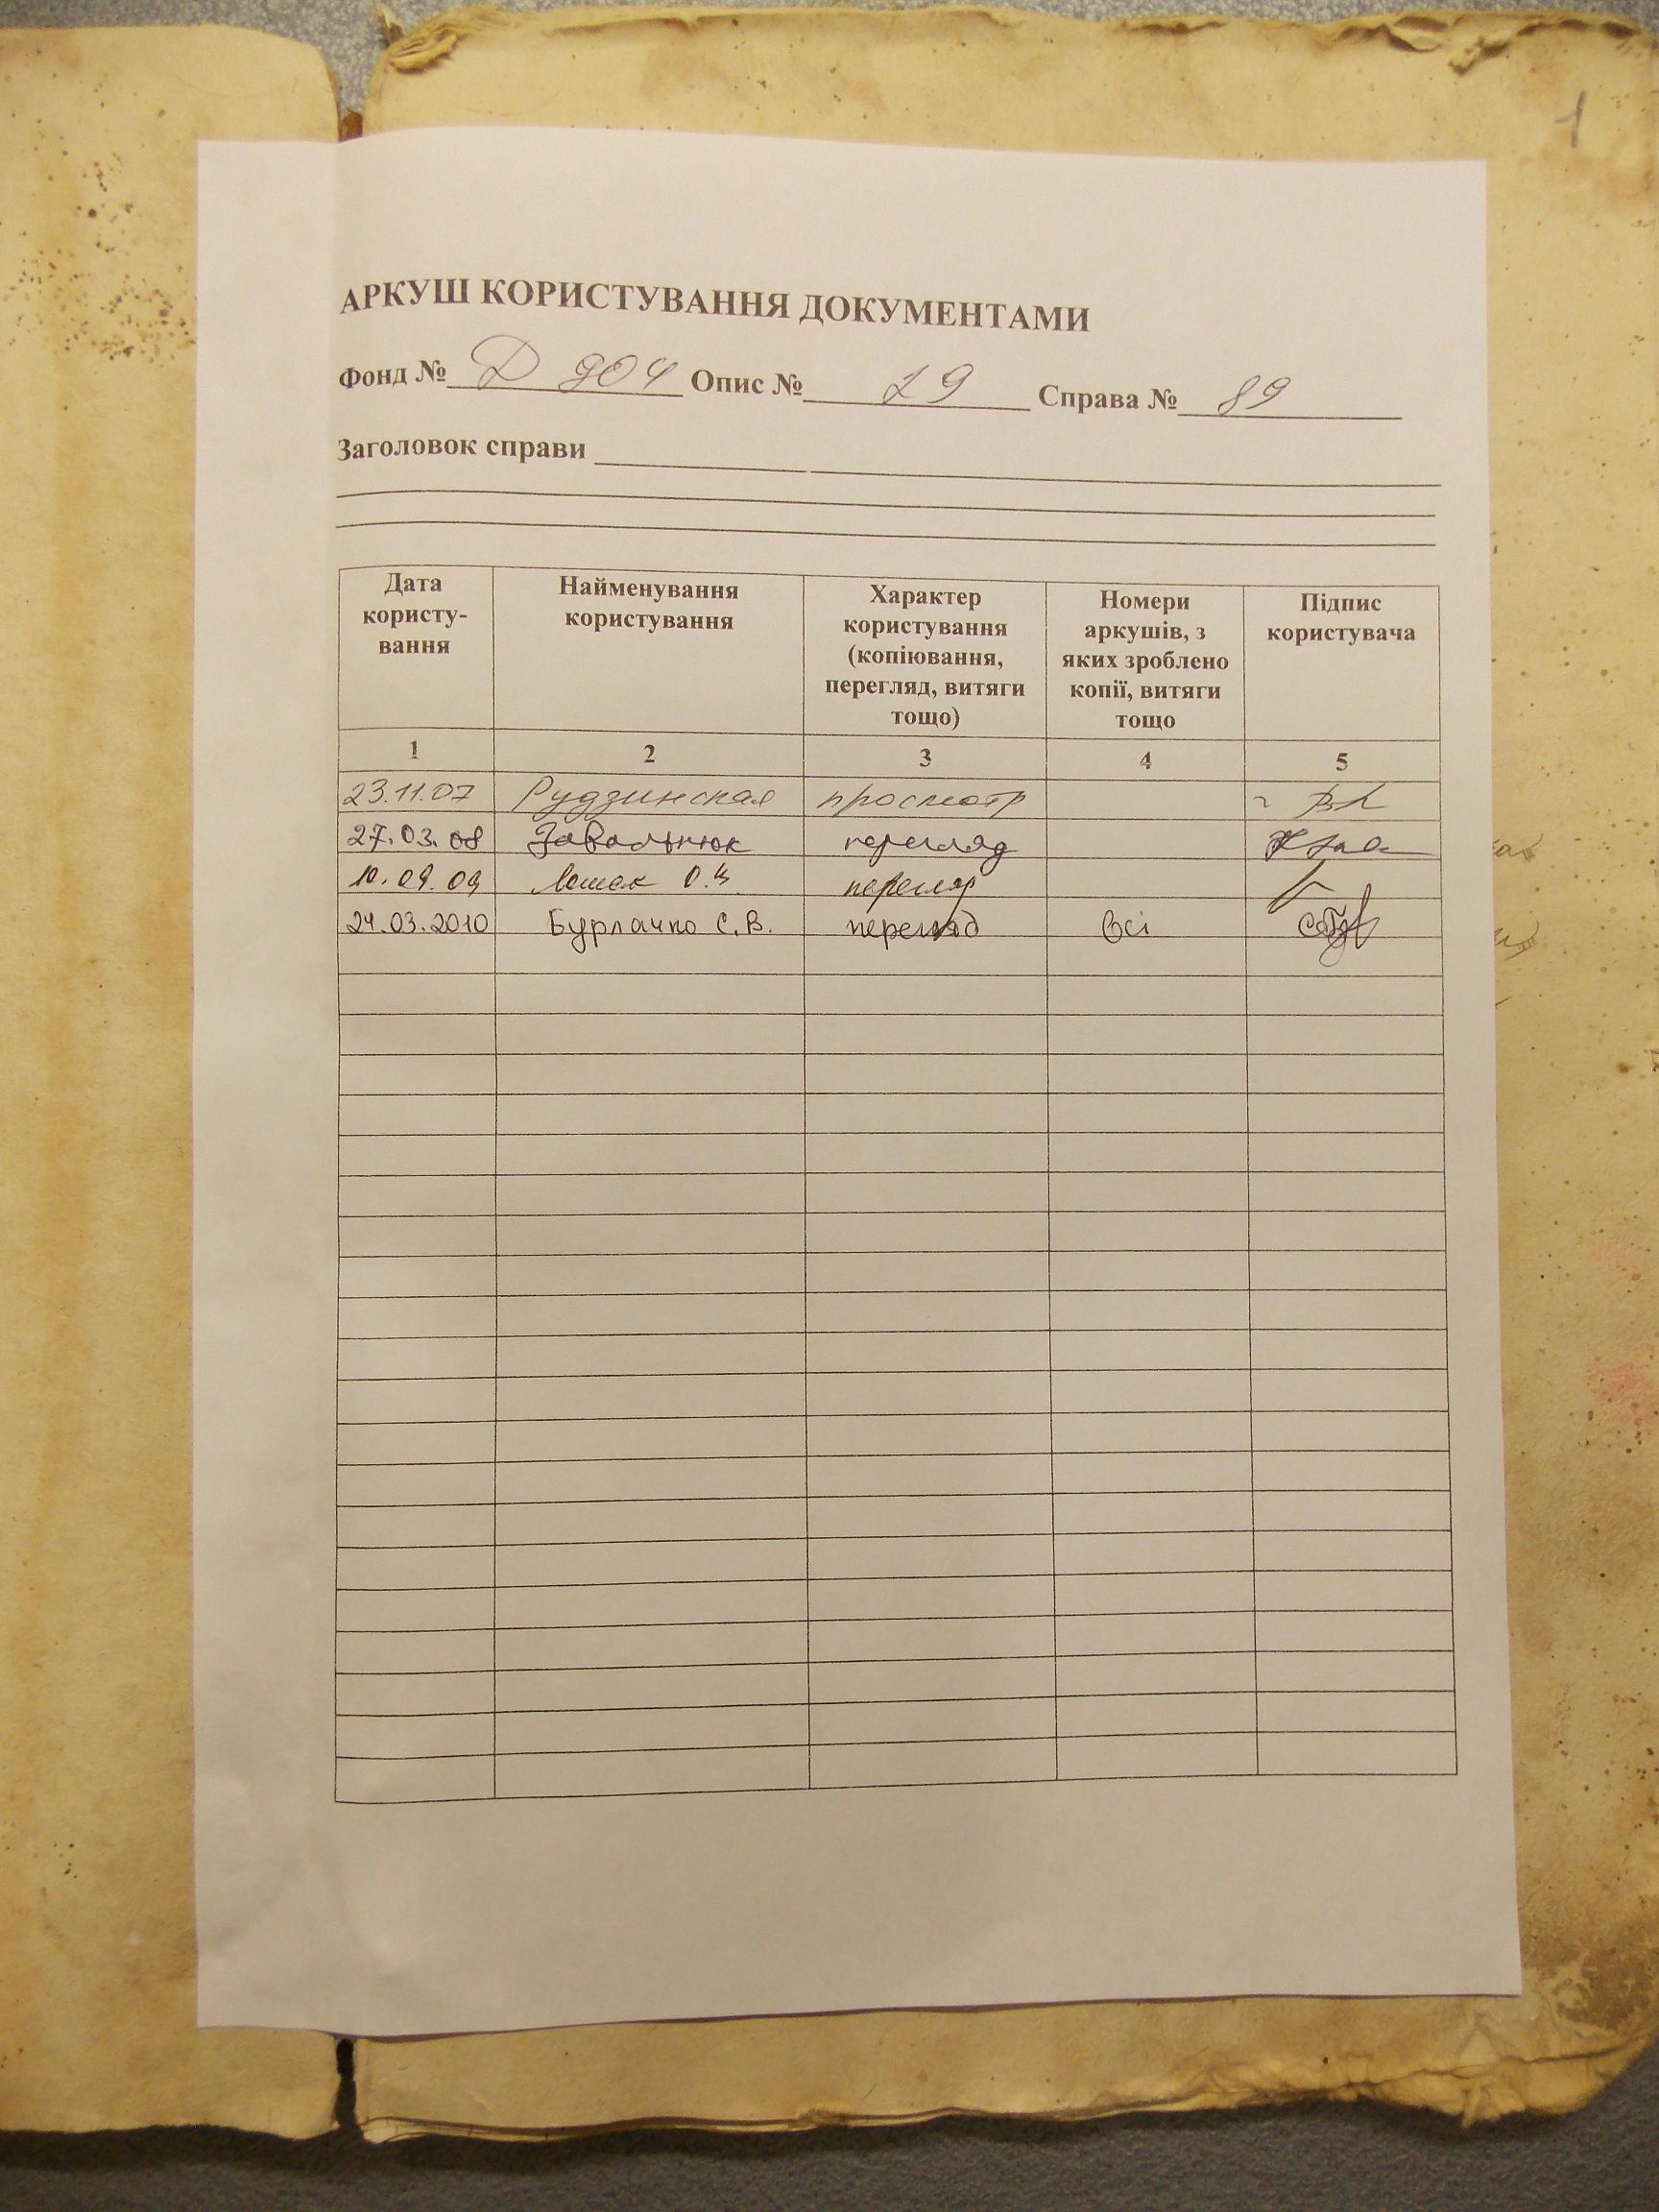 1
АРКУШ КОРИСТУВАННЯ ДОКУМЕНТАМИ
Фонд № Д 904 Опис № 19 Справа № 89
Заголовок справи
Дата користу-вання Найменування користування Характер користування (копіювання, перегляд, витяги тощо) Номери аркушів, з яких зроблено копії, витяги тощо Підпис користувача
1 2 3 4 5
23.11.07 Рудзинская просмотр
27.03.08 Завальнюк перегляд
10.09.09 перегляд
24.03.2010 Бурлачко С.В. перегляд Всі